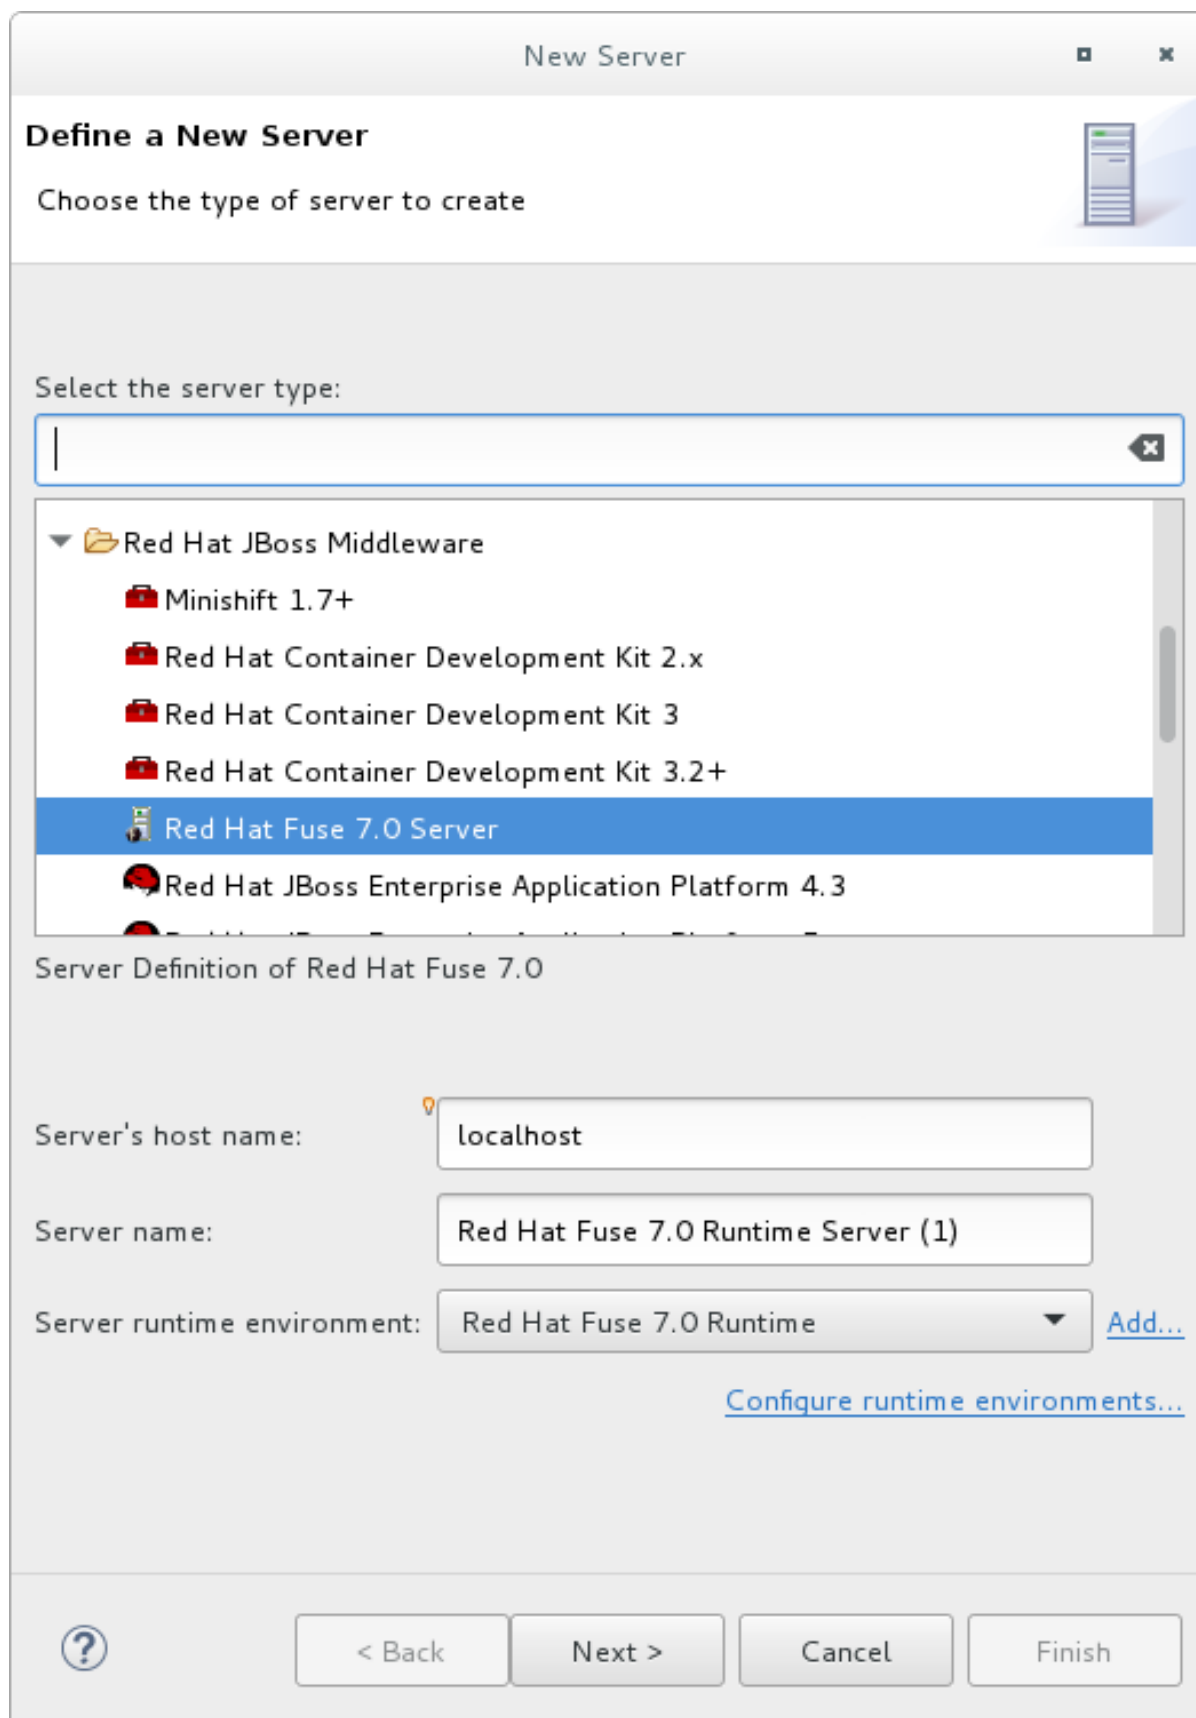 New Server
Define a New Server
Choose the type of server to create
Select the server type:
Red Hat JBoss Middleware
Minishift 1.7+
Red Hat Container Development Kit 2.x
Red Hat Container Development Kit 3
Red Hat Container Development Kit 3.2+
Red Hat Fuse 7.0 Server
Red Hat JBoss Enterprise Application Platform 4.3
Server Definition of Red Hat Fuse 7.0
Server's host name: localhost
Server name: Red Hat Fuse 7.0 Runtime Server (1)
Server runtime environment: Red Hat Fuse 7.0 Runtime Add...
Configure runtime environments...
? < Back Next > Cancel Finish